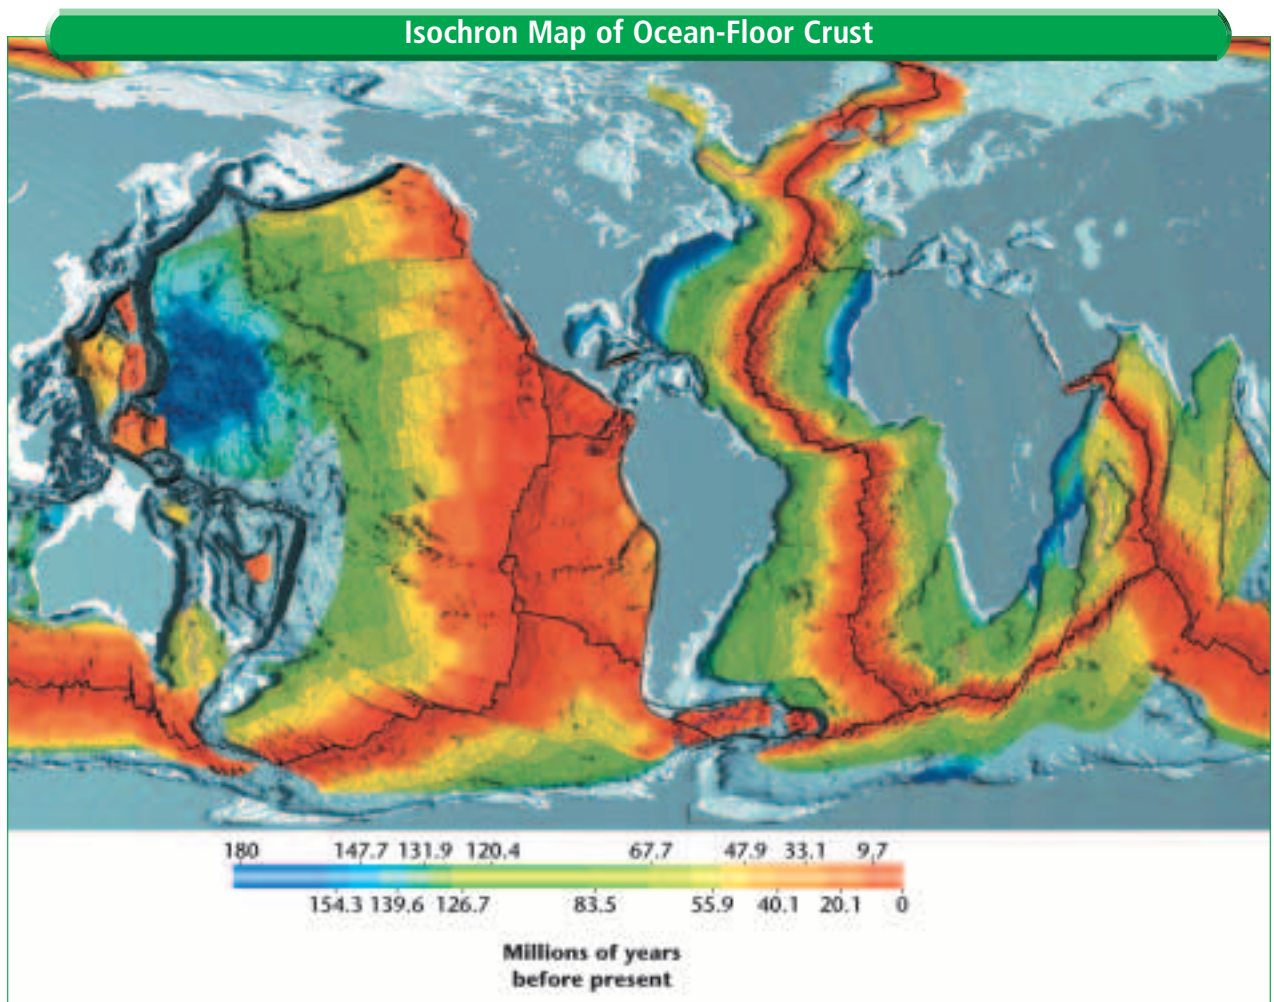 Isochron Map of Ocean-Floor Crust
180 147.7 131.9 120.4 67.7 47.9 33.1 9.7
154.3 139.6 126.7 83.5 55.9 40.1 20.1 0
Millions of years
before present